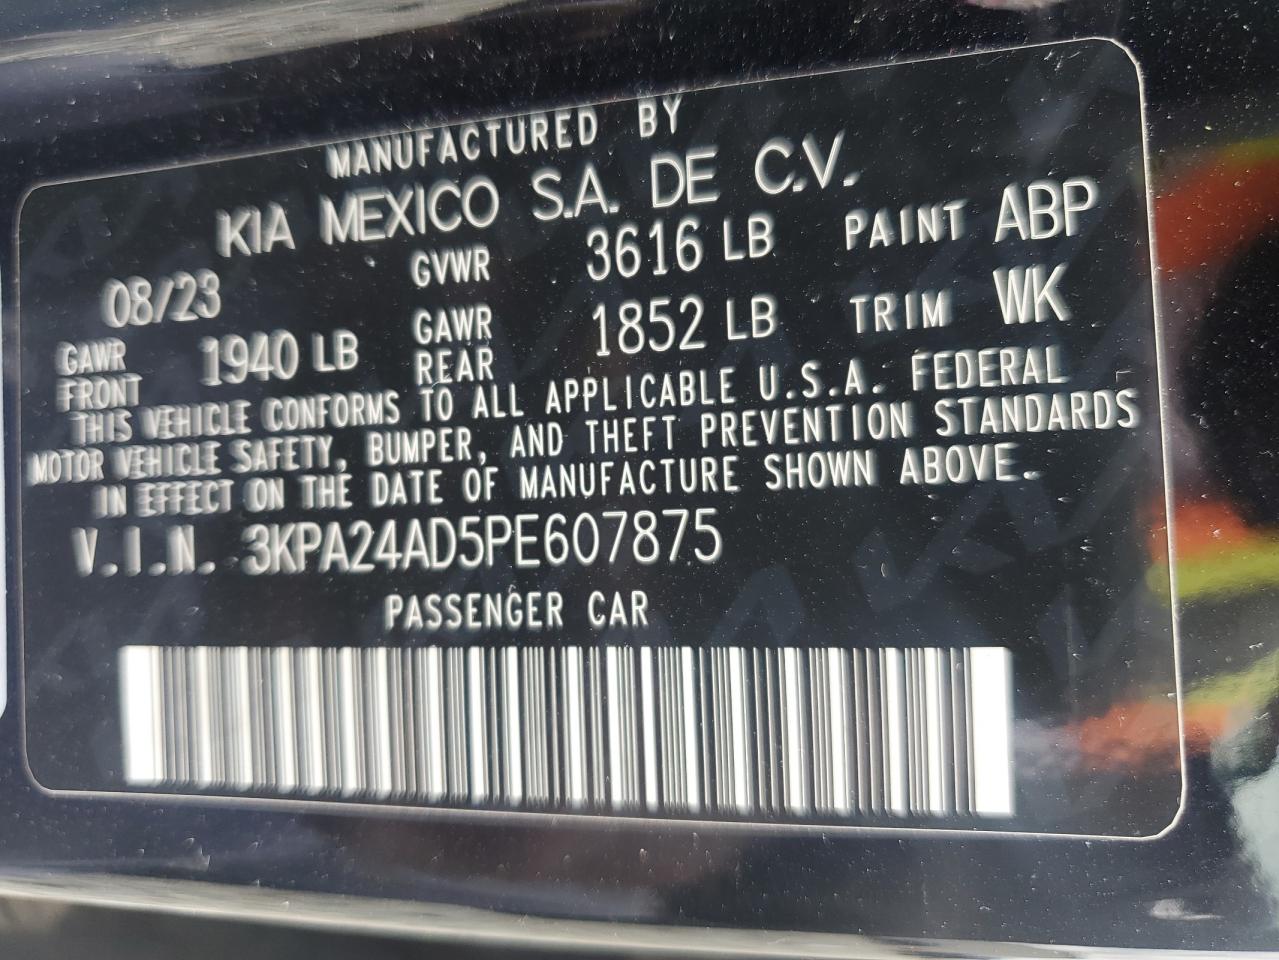 MANUFACTURED BY
KIA MEXICO S.A. DE C.V.
08/23 GVWR 3616 LB PAINT ABP
GAWR FRONT 1940 LB GAWR REAR 1852 LB TRIM WK
THIS VEHICLE CONFORMS TO ALL APPLICABLE U.S.A. FEDERAL
MOTOR VEHICLE SAFETY, BUMPER, AND THEFT PREVENTION STANDARDS
IN EFFECT ON THE DATE OF MANUFACTURE SHOWN ABOVE.
V.I.N. 3KPA24AD5PE607875
PASSENGER CAR